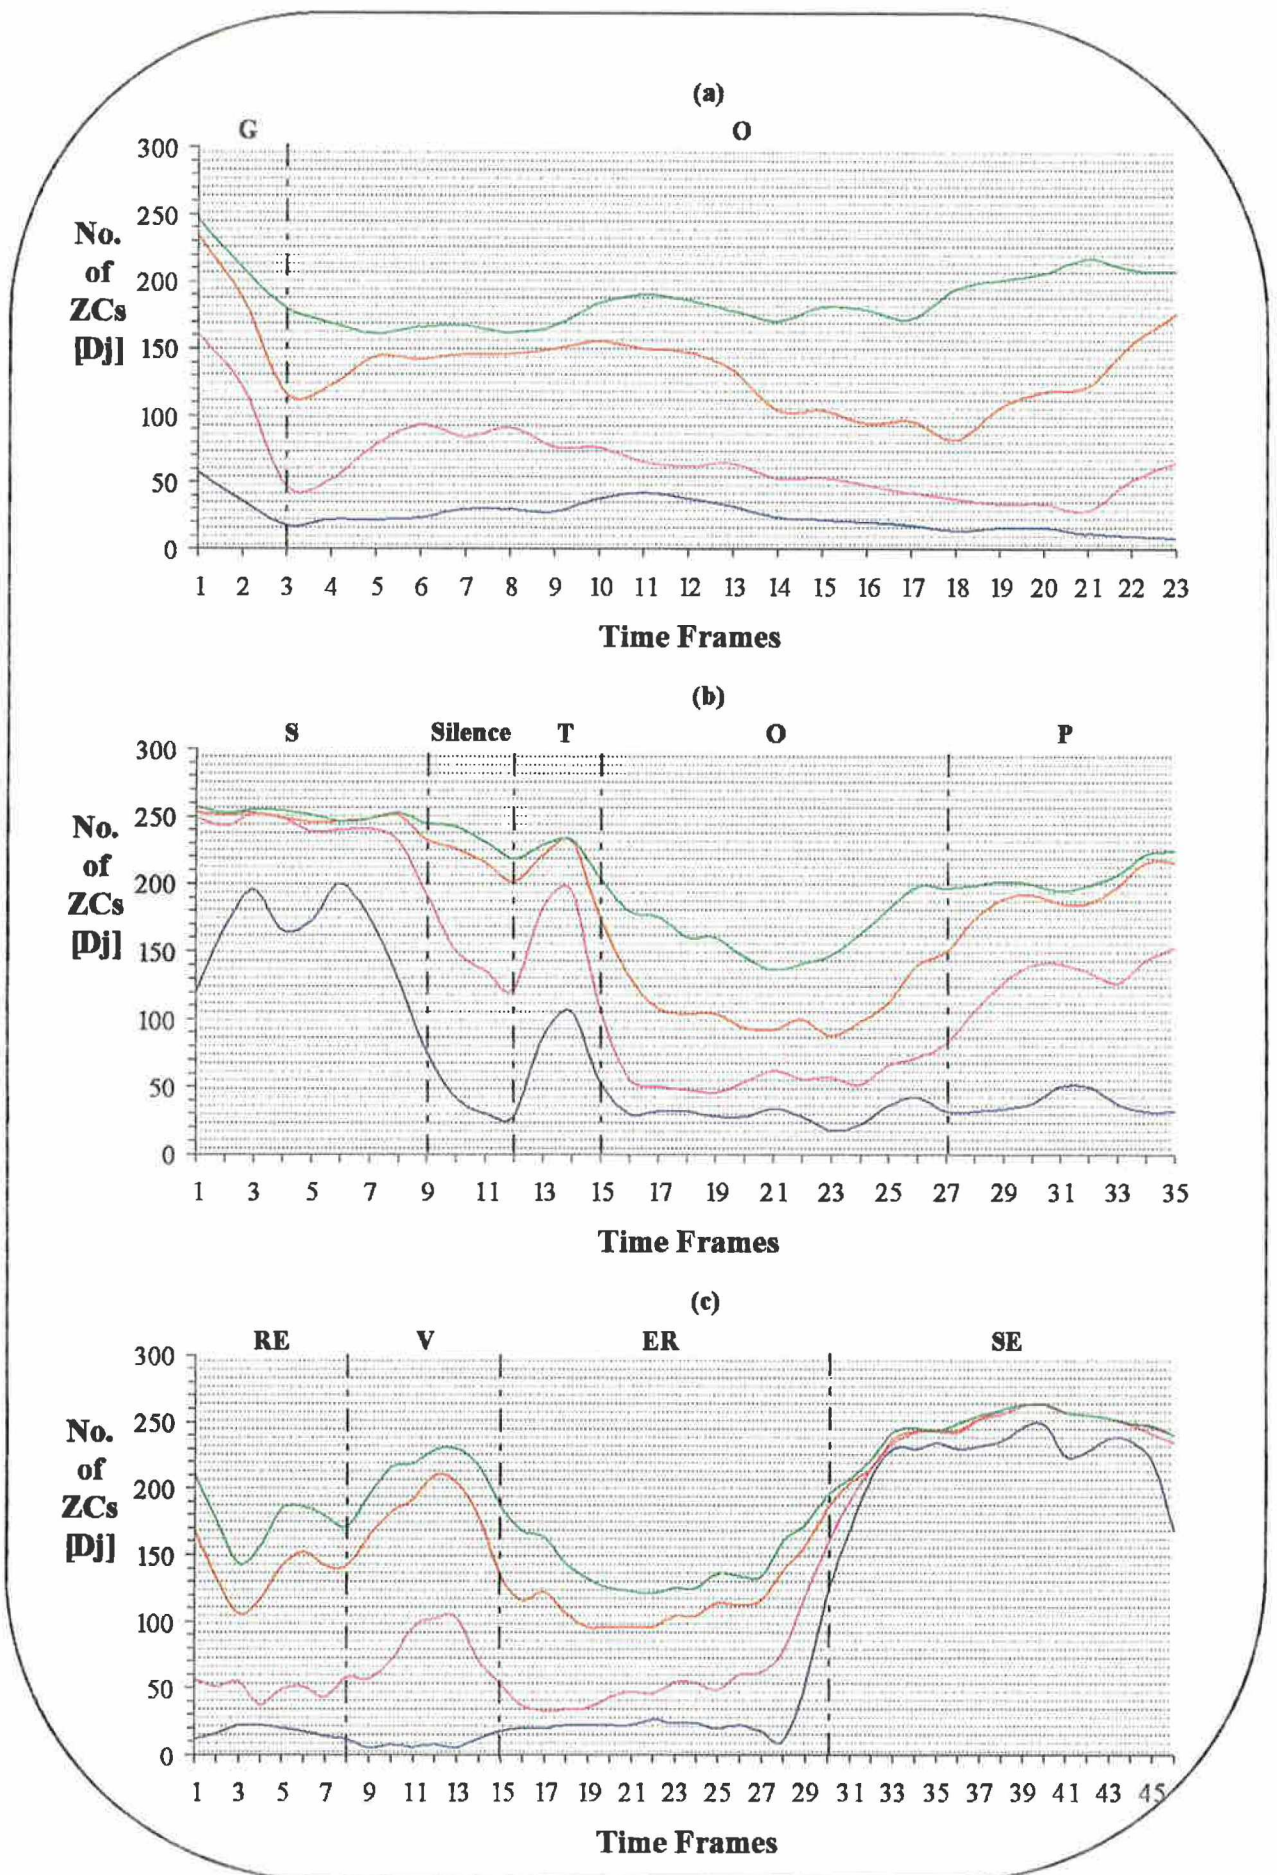 (a)
G O
300
250
200
150
100
50
0
No.
of
ZCs
[Dj]
1 2 3 4 5 6 7 8 9 10 11 12 13 14 15 16 17 18 19 20 21 22 23
Time Frames
(b)
S Silence T O P
300
250
200
150
100
50
0
No.
of
ZCs
[Dj]
1 3 5 7 9 11 13 15 17 19 21 23 25 27 29 31 33 35
Time Frames
(c)
RE V ER SE
300
250
200
150
100
50
0
No.
of
ZCs
[Dj]
1 3 5 7 9 11 13 15 17 19 21 23 25 27 29 31 33 35 37 39 41 43 45
Time Frames